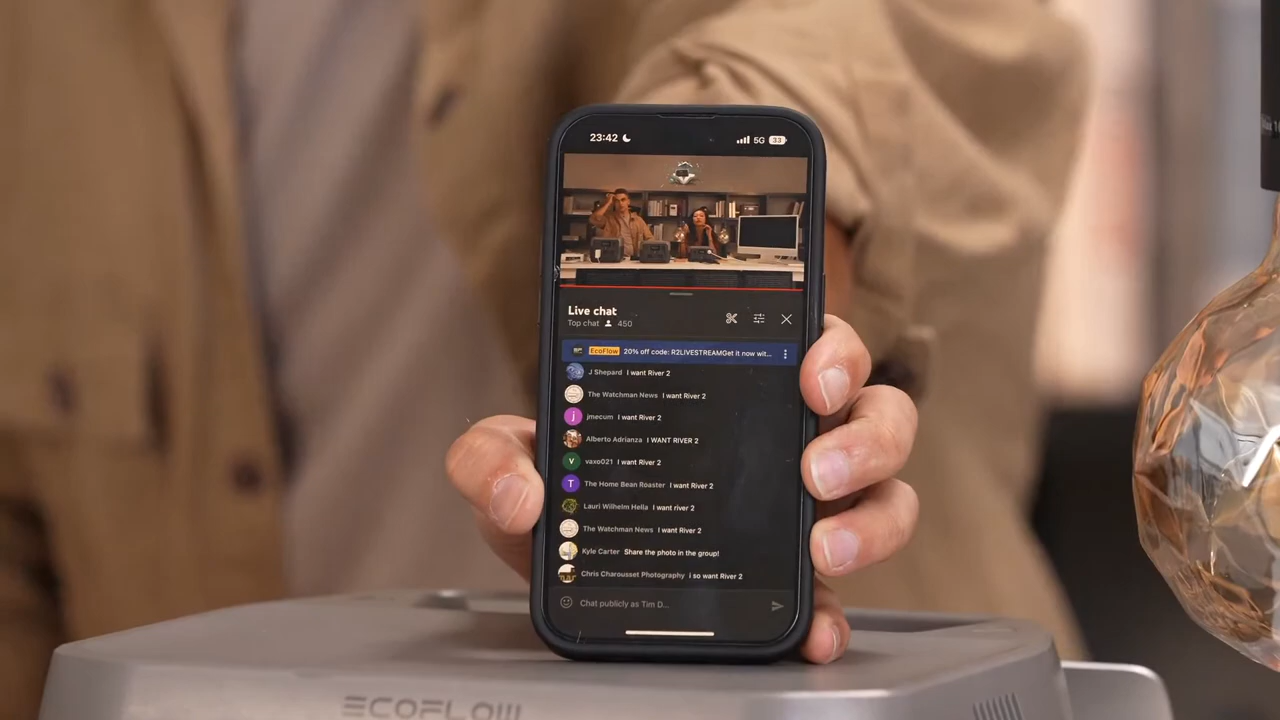 23:42
5G
33
Live chat
Top chat 450
EcoFlow 20% off code: R2LIVESTREAMGet it now wit...
J Shepard I want River 2
The Watchman News I want River 2
jmecum I want River 2
Alberto Adrianza I WANT RIVER 2
V vaxo021 I want River 2
T The Home Bean Roaster I want River 2
Lauri Wilhelm Hella I want river 2
The Watchman News I want River 2
Kyle Carter Share the photo in the group!
Chris Charousset Photography i so want River 2
Chat publicly as Tim D...
ECOFLOW